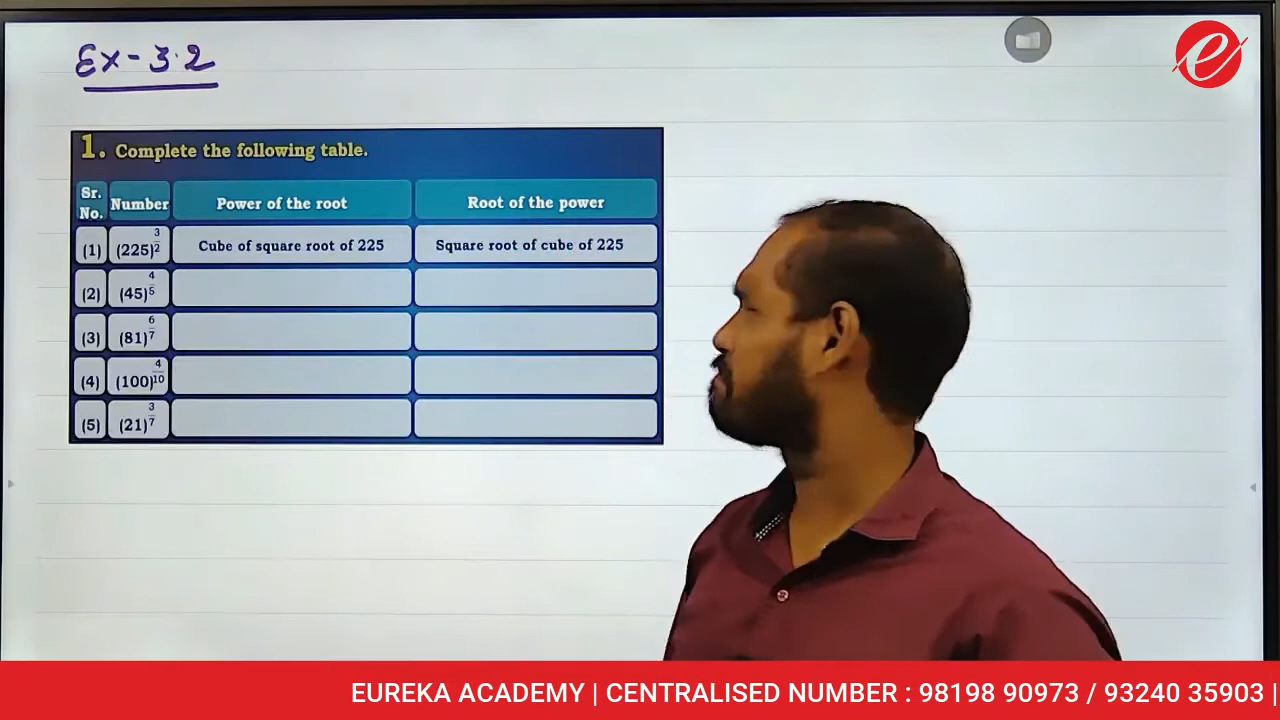 Ex-3.2
1. Complete the following table.
Sr. No. Number Power of the root Root of the power
(1) (225)^3/2 Cube of square root of 225 Square root of cube of 225
(2) (45)^4/5
(3) (81)^6/7
(4) (100)^4/10
(5) (21)^3/7
e
EUREKA ACADEMY | CENTRALISED NUMBER : 98198 90973 / 93240 35903 |